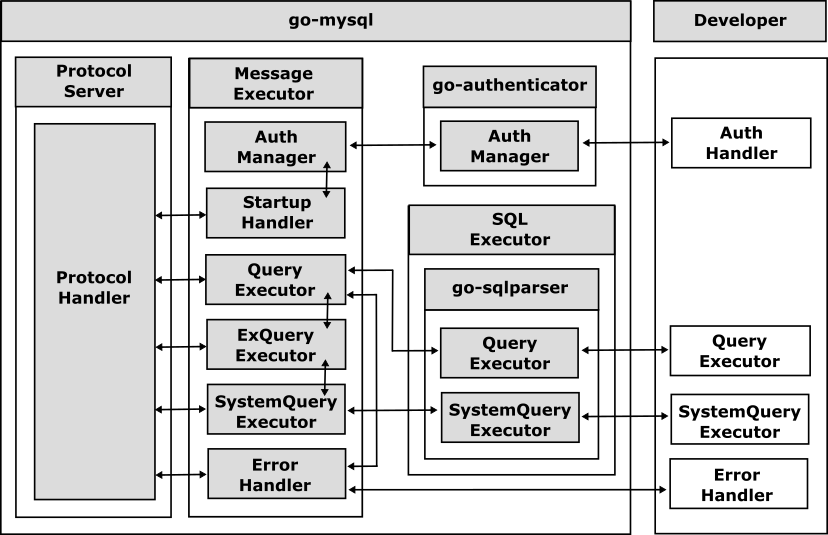 go-mysql
Developer
Protocol
Server
Message
Executor
go-authenticator
Auth
Manager
Auth
Manager
Auth
Handler
Startup
Handler
SQL
Executor
Protocol
Handler
Query
Executor
go-sqlparser
ExQuery
Executor
Query
Executor
Query
Executor
SystemQuery
Executor
SystemQuery
Executor
SystemQuery
Executor
Error
Handler
Error
Handler